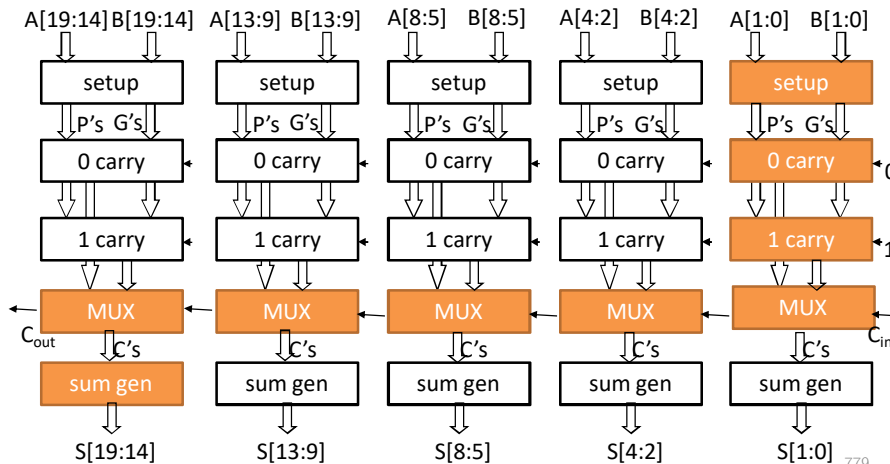 A[19:14] B[19:14] A[13:9] B[13:9] A[8:5] B[8:5] A[4:2] B[4:2] A[1:0] B[1:0]
setup setup setup setup setup
P's G's P's G's P's G's P's G's P's G's
0 carry 0 carry 0 carry 0 carry 0 carry 0
1 carry 1 carry 1 carry 1 carry 1 carry 1
MUX MUX MUX MUX MUX
Cout C's C's C's C's C's Cin
sum gen sum gen sum gen sum gen sum gen
S[19:14] S[13:9] S[8:5] S[4:2] S[1:0]
779